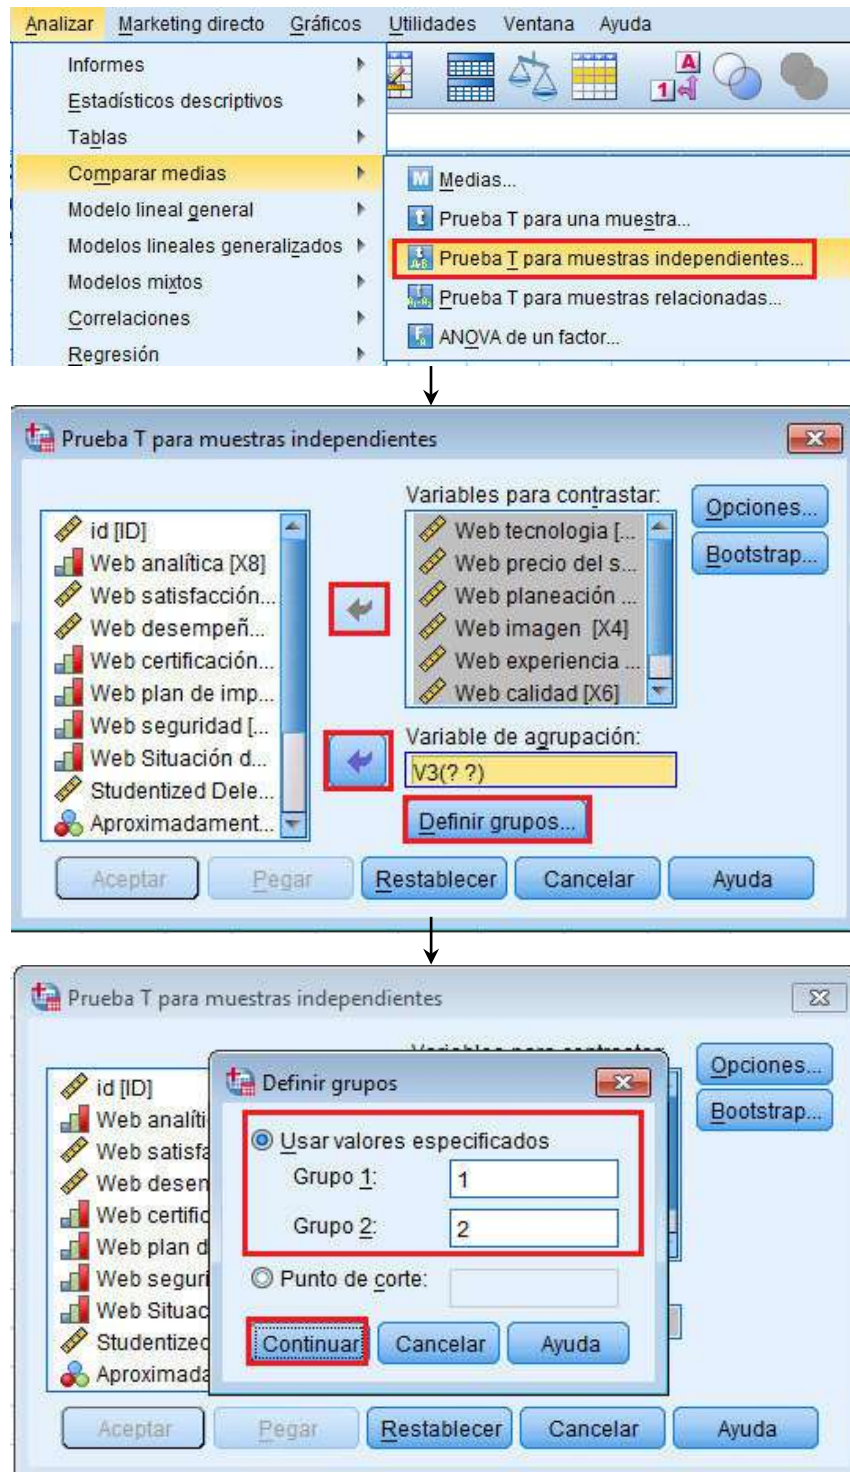 Analizar Marketing directo Gráficos Utilidades Ventana Ayuda
Informes
Estadísticos descriptivos
Tablas
Comparar medias
Modelo lineal general
Modelos lineales generalizados
Modelos mixtos
Correlaciones
Regresión
Medias...
Prueba T para una muestra...
Prueba T para muestras independientes...
Prueba T para muestras relacionadas...
ANOVA de un factor...
Prueba T para muestras independientes
id [ID]
Web analítica [X8]
Web satisfacción...
Web desempeñ...
Web certificación...
Web plan de imp...
Web seguridad [...
Web Situación d...
Studentized Dele...
Aproximadament...
Variables para contrastar:
Web tecnologia [...
Web precio del s...
Web planeación ...
Web imagen [X4]
Web experiencia ...
Web calidad [X6]
Variable de agrupación:
V3(? ?)
Definir grupos...
Opciones...
Bootstrap...
Aceptar Pegar Restablecer Cancelar Ayuda
Prueba T para muestras independientes
id [ID]
Web analíti
Web satisfa
Web desen
Web certific
Web plan d
Web seguri
Web Situac
Studentized
Aproximada
Variables para contrastar:
Opciones...
Bootstrap...
Definir grupos
Usar valores especificados
Grupo 1: 1
Grupo 2: 2
Punto de corte:
Continuar Cancelar Ayuda
Aceptar Pegar Restablecer Cancelar Ayuda